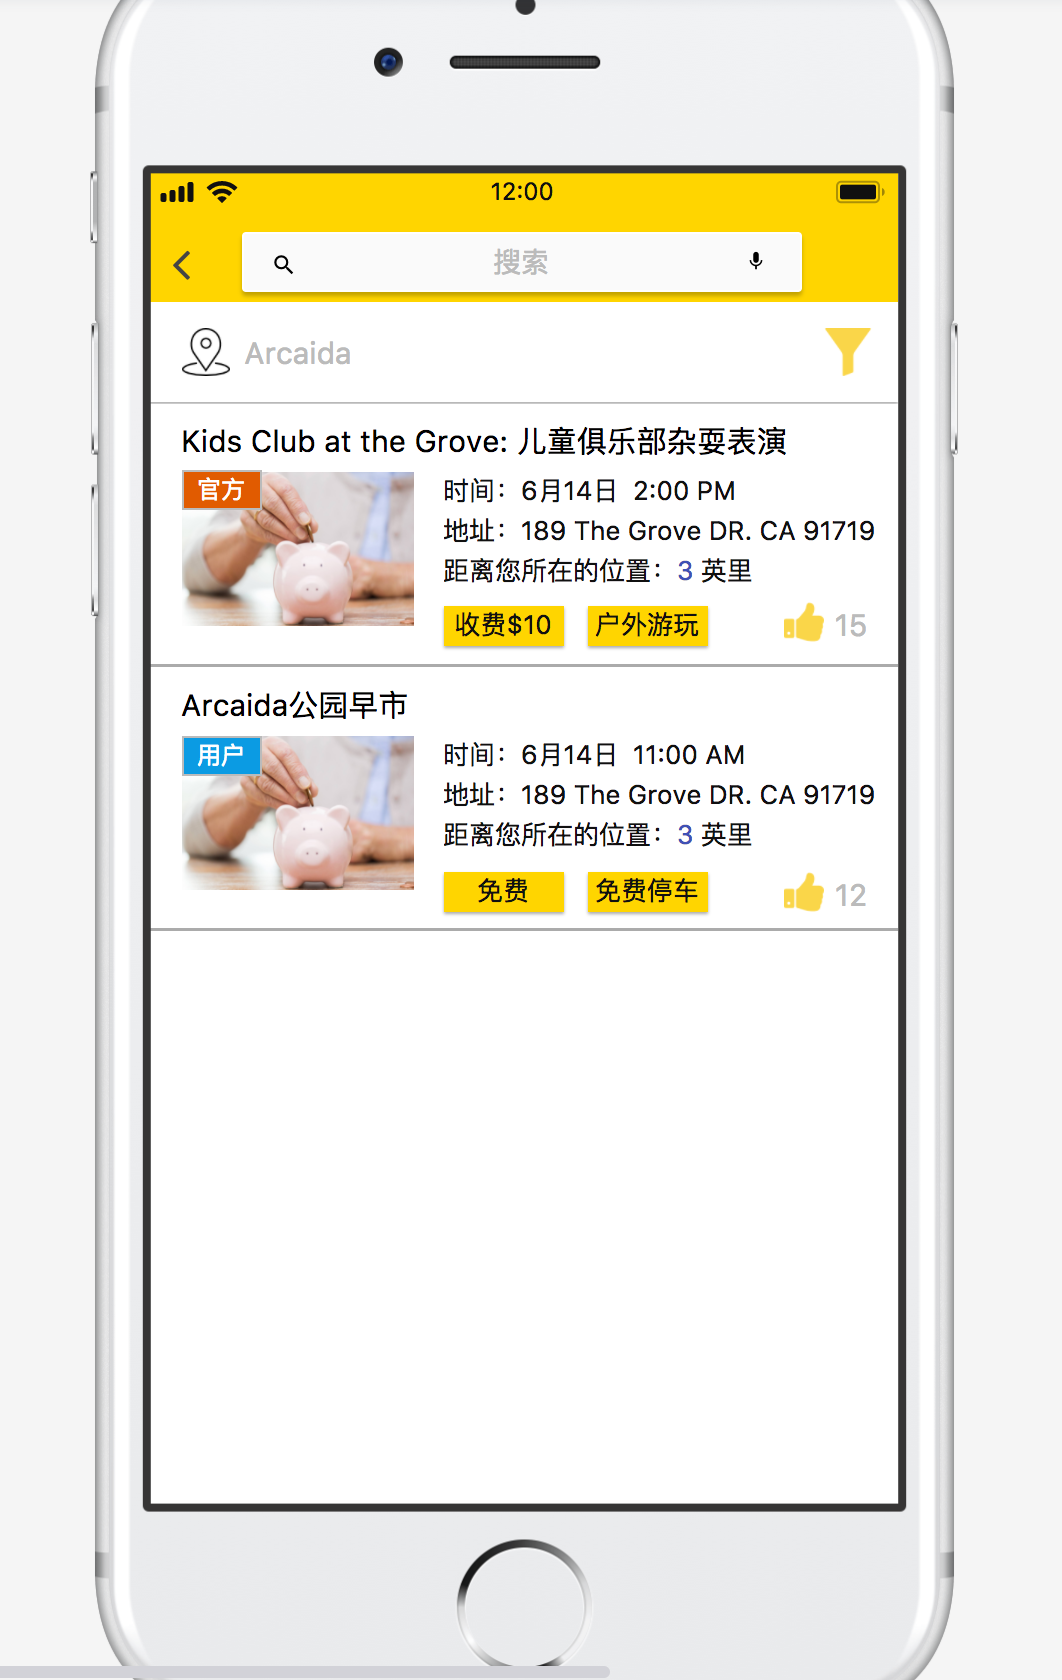 12:00
搜索
Arcaida
Kids Club at the Grove: 儿童俱乐部杂耍表演
官方
时间：6月14日 2:00 PM
地址：189 The Grove DR. CA 91719
距离您所在的位置：3 英里
收费$10 户外游玩 15
Arcaida公园早市
用户
时间：6月14日 11:00 AM
地址：189 The Grove DR. CA 91719
距离您所在的位置：3 英里
免费 免费停车 12